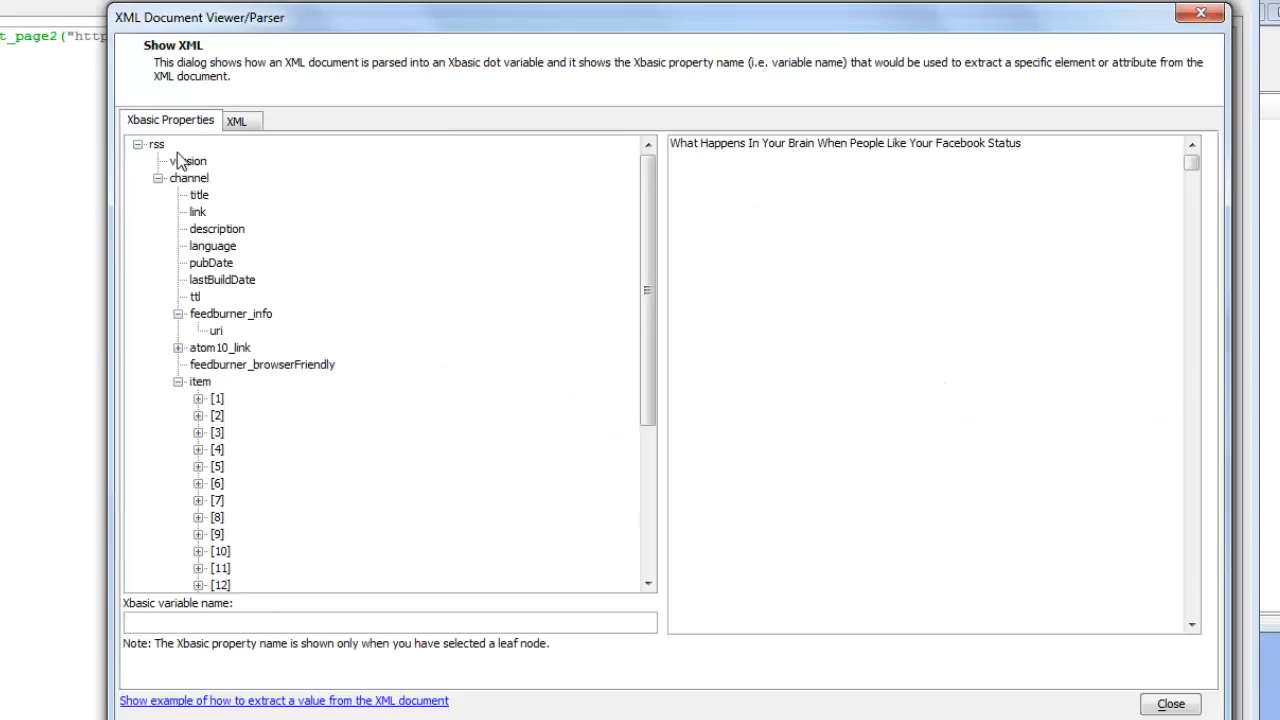 XML Document Viewer/Parser
t_page2("http
Show XML
This dialog shows how an XML document is parsed into an Xbasic dot variable and it shows the Xbasic property name (i.e. variable name) that would be used to extract a specific element or attribute from the
XML document.
Xbasic Properties
XML
rss
version
channel
title
link
description
language
pubDate
lastBuildDate
ttl
feedburner_info
uri
atom10_link
feedburner_browserFriendly
item
[1]
[2]
[3]
[4]
[5]
[6]
[7]
[8]
[9]
[10]
[11]
[12]
What Happens In Your Brain When People Like Your Facebook Status
Xbasic variable name:
Note: The Xbasic property name is shown only when you have selected a leaf node.
Show example of how to extract a value from the XML document
Close